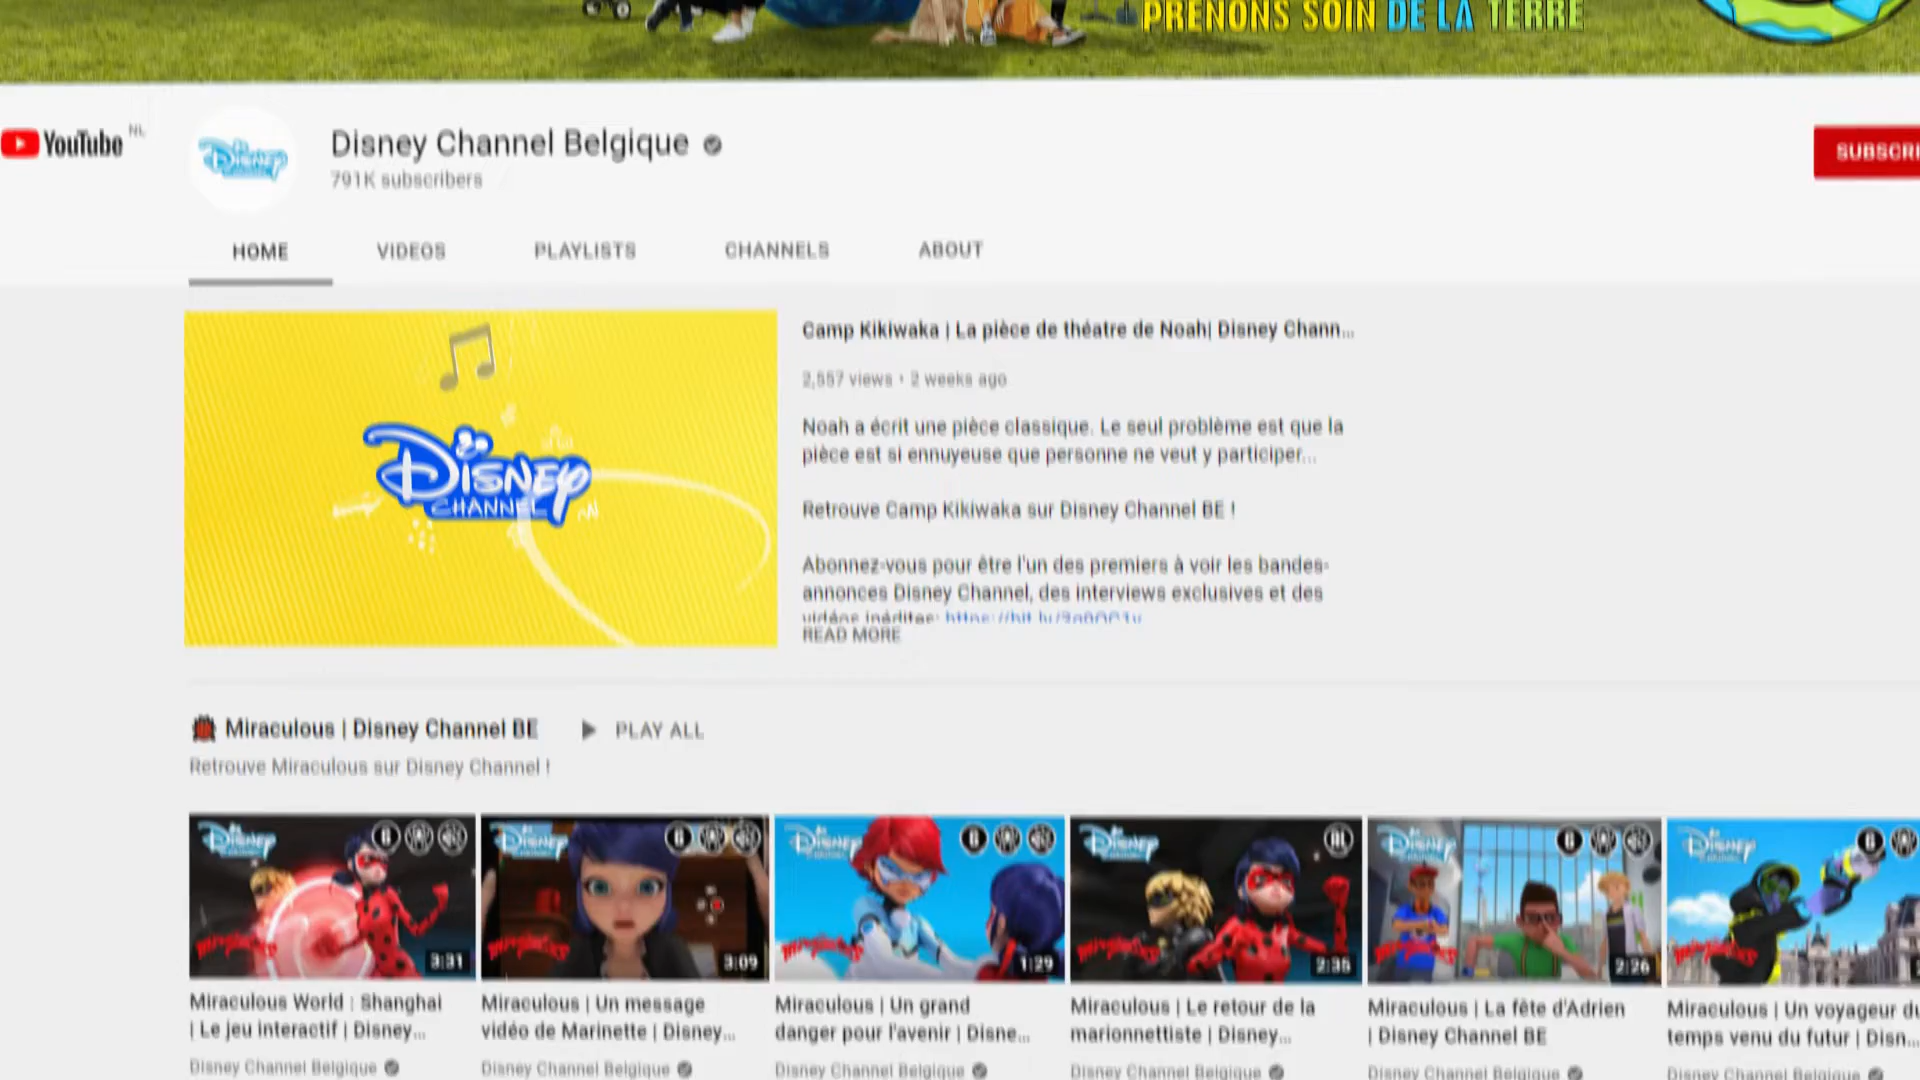 PRENONS SOIN DE LA TERRE
YouTube NL
Disney Channel Belgique
791K subscribers
SUBSCRI
HOME VIDEOS PLAYLISTS CHANNELS ABOUT
Disney
CHANNEL
Camp Kikiwaka | La pièce de théatre de Noah| Disney Chann...
2,557 views • 2 weeks ago
Noah a écrit une pièce classique. Le seul problème est que la
pièce est si ennuyeuse que personne ne veut y participer...
Retrouve Camp Kikiwaka sur Disney Channel BE !
Abonnez-vous pour être l'un des premiers à voir les bandes-
annonces Disney Channel, des interviews exclusives et des
vidéos inédites:
READ MORE
Miraculous | Disney Channel BE PLAY ALL
Retrouve Miraculous sur Disney Channel !
3:31
3:09
1:29
2:35
2:26
Miraculous World : Shanghai
| Le jeu interactif | Disney...
Disney Channel Belgique
Miraculous | Un message
vidéo de Marinette | Disney...
Disney Channel Belgique
Miraculous | Un grand
danger pour l'avenir | Disne...
Disney Channel Belgique
Miraculous | Le retour de la
marionnettiste | Disney...
Disney Channel Belgique
Miraculous | La fête d'Adrien
| Disney Channel BE
Disney Channel Belgique
Miraculous | Un voyageur du
temps venu du futur | Disn...
Disney Channel Belgique